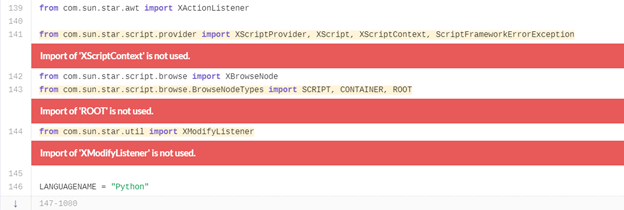 139 from com.sun.star.awt import XActionListener
140
141 from com.sun.star.script.provider import XScriptProvider, XScript, XScriptContext, ScriptFrameworkErrorException
Import of 'XScriptContext' is not used.
142 from com.sun.star.script.browse import XBrowseNode
143 from com.sun.star.script.browse.BrowseNodeTypes import SCRIPT, CONTAINER, ROOT
Import of 'ROOT' is not used.
144 from com.sun.star.util import XModifyListener
Import of 'XModifyListener' is not used.
145
146 LANGUAGENAME = "Python"
↓ 147-1000